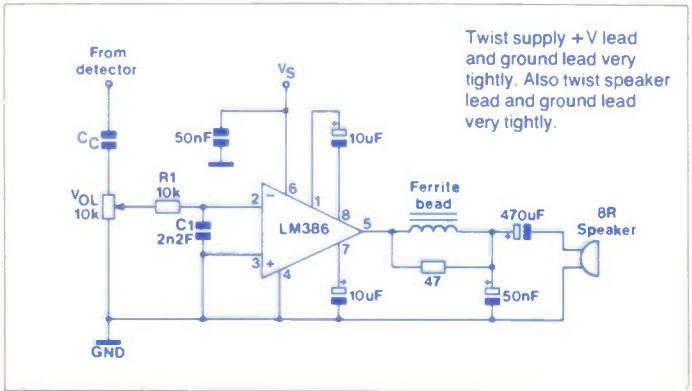 From
detector
Twist supply +V lead
and ground lead very
tightly. Also twist speaker
lead and ground lead
very tightly.
VS
CC
50nF
10uF
R1
10k
VOL
10k
2
6
1
8
LM386
5
7
3
4
C1
2n2F
Ferrite
bead
470uF
8R
Speaker
47
10uF
50nF
GND